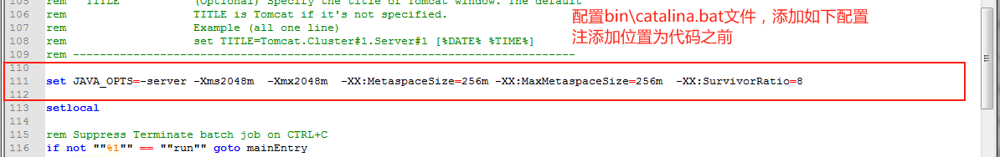 105 rem   TITLE           (Optional) Specify the title of Tomcat window. The default
106 rem                   TITLE is Tomcat if it's not specified.
107 rem                   Example (all one line)
108 rem                   set TITLE=Tomcat.Cluster#1.Server#1 [%DATE% %TIME%]
109 rem ---------------------------------------------------------------------------
配置bin\catalina.bat文件，添加如下配置
注添加位置为代码之前
110
111 set JAVA_OPTS=-server -Xms2048m  -Xmx2048m  -XX:MetaspaceSize=256m -XX:MaxMetaspaceSize=256m  -XX:SurvivorRatio=8
112
113 setlocal
114
115 rem Suppress Terminate batch job on CTRL+C
116 if not ""%1"" == ""run"" goto mainEntry